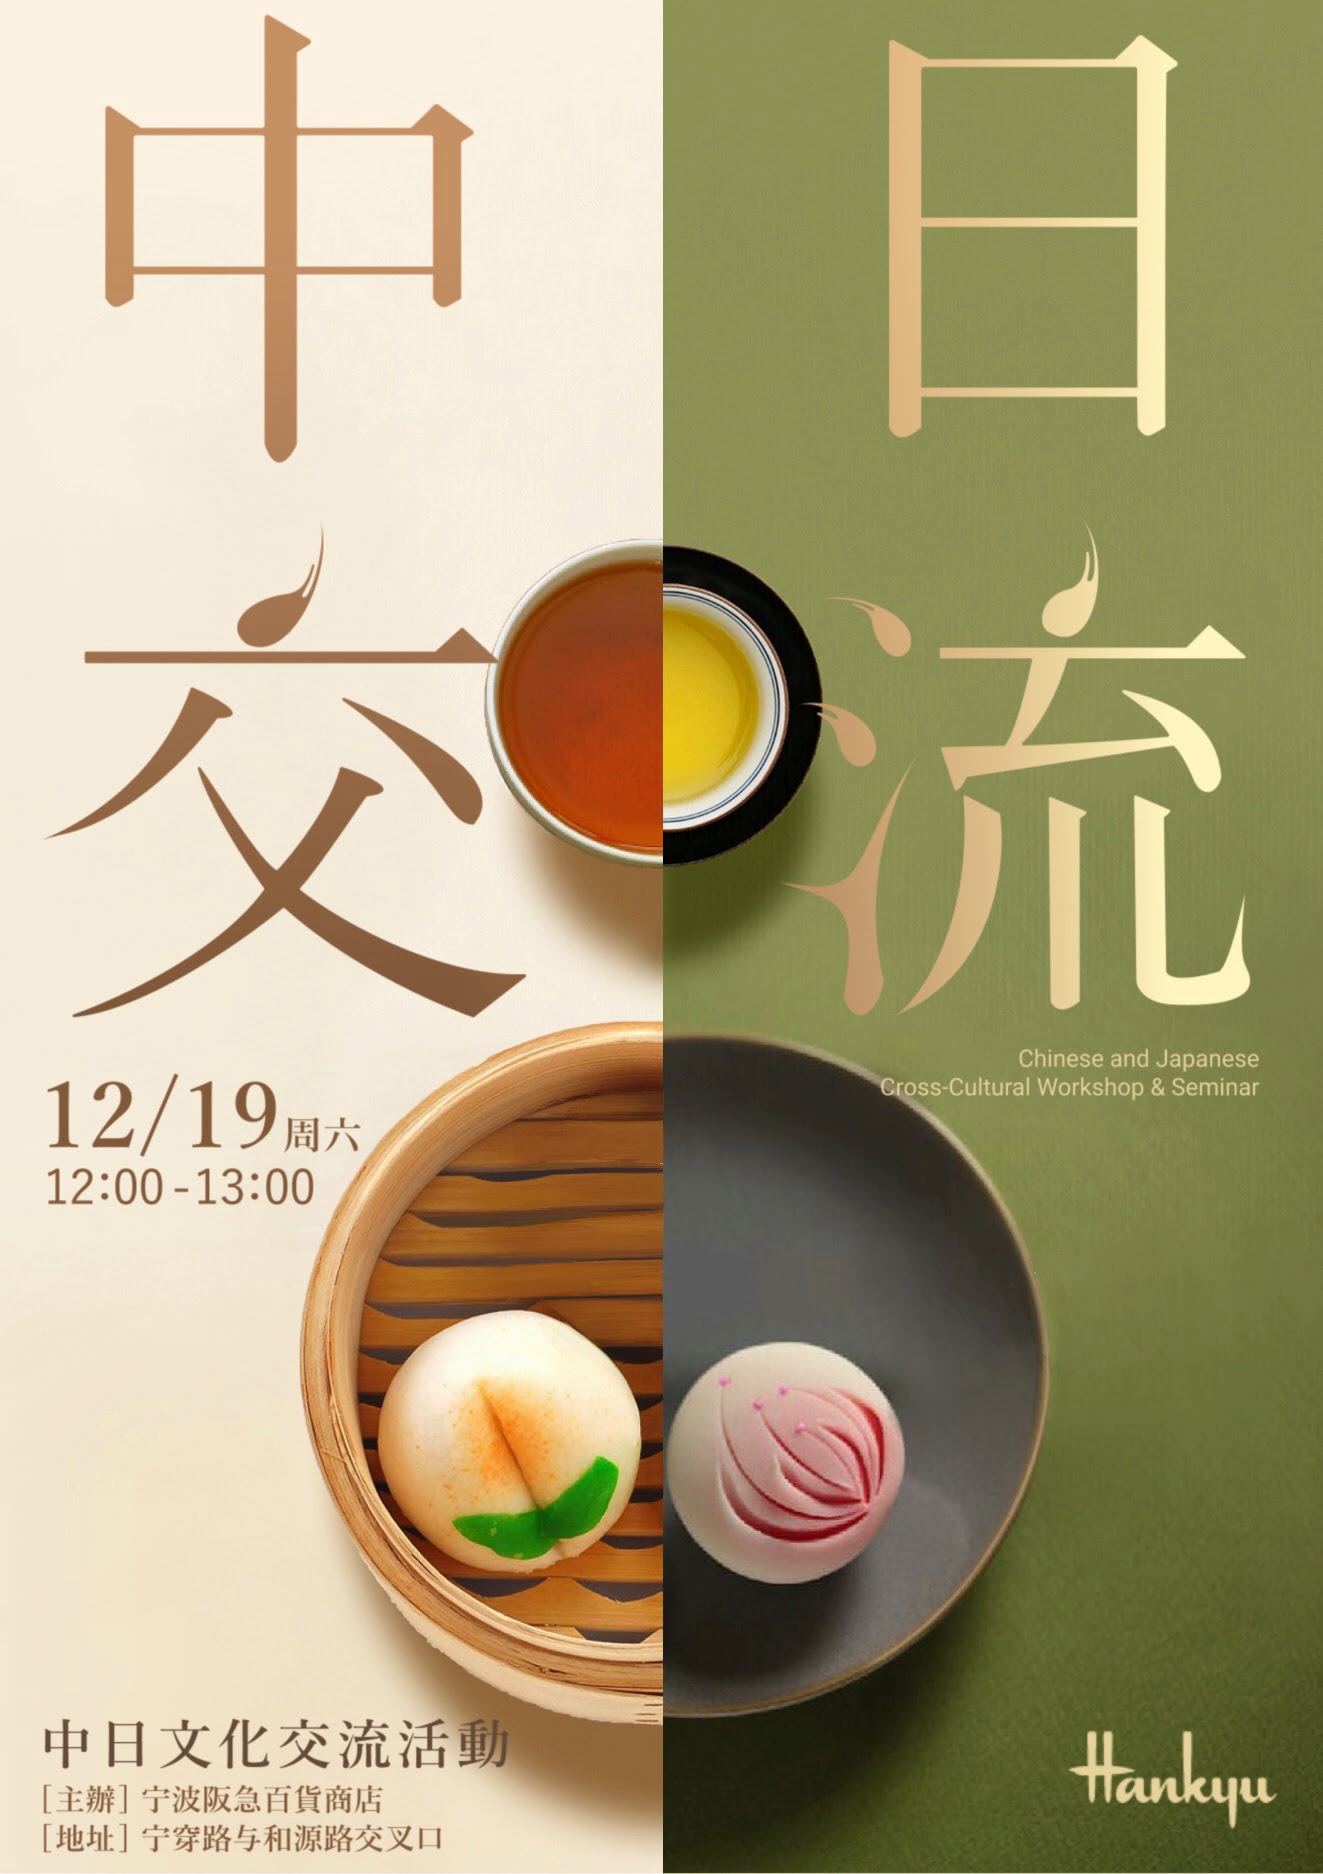 中日
交流
Chinese and Japanese
Cross-Cultural Workshop & Seminar
12/19周六
12:00-13:00
中日文化交流活動
[主辦] 宁波阪急百貨商店
[地址] 宁穿路与和源路交叉口
Hankyu